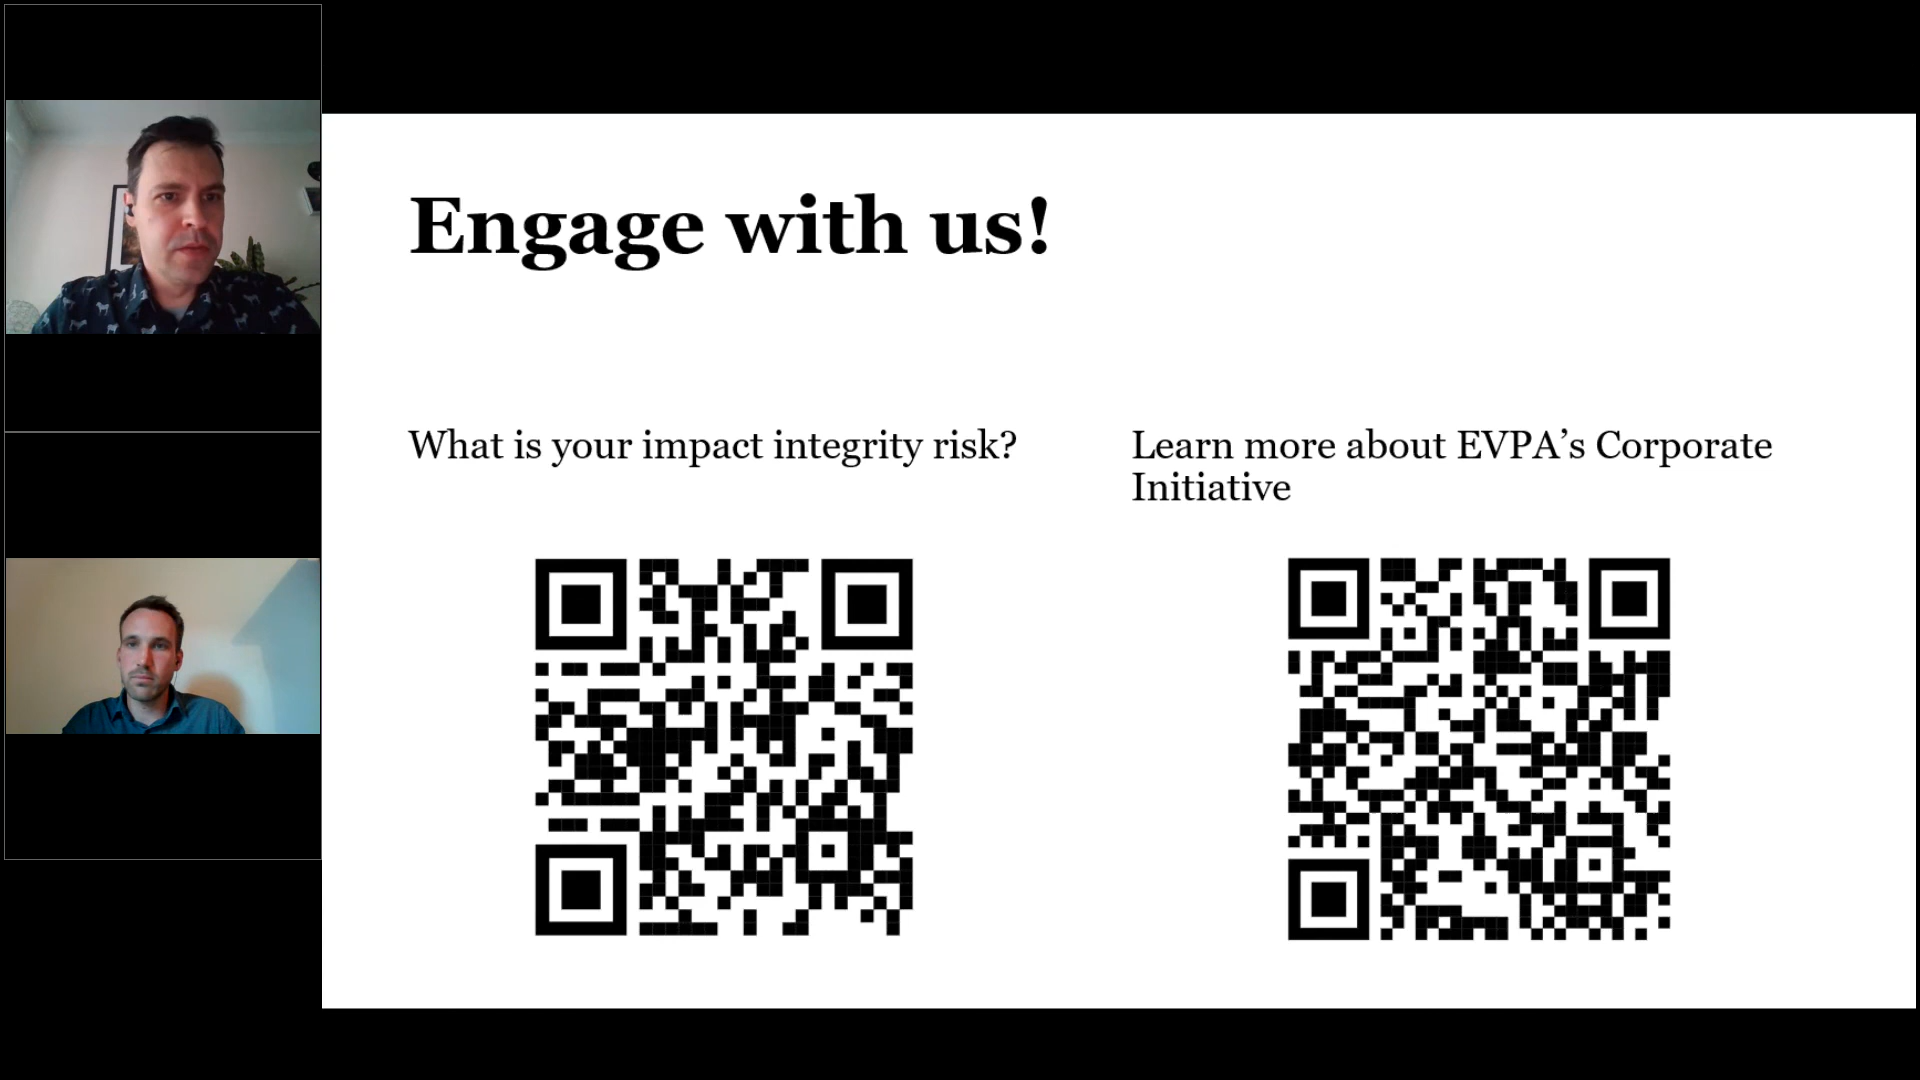 Engage with us!
What is your impact integrity risk?
Learn more about EVPA’s Corporate
Initiative